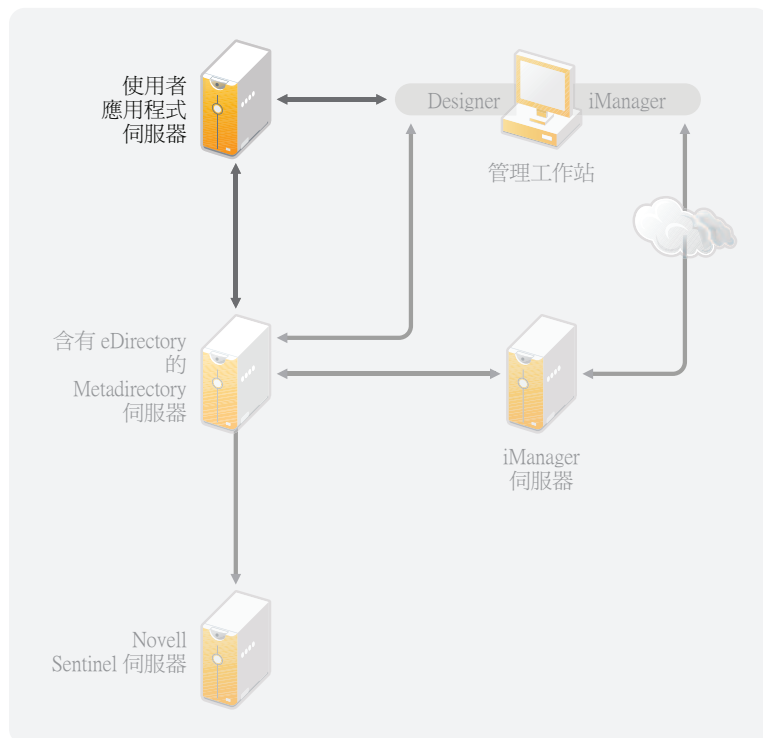 使用者
應用程式
伺服器
Designer
iManager
管理工作站
含有 eDirectory
的
Metadirectory
伺服器
iManager
伺服器
Novell
Sentinel 伺服器